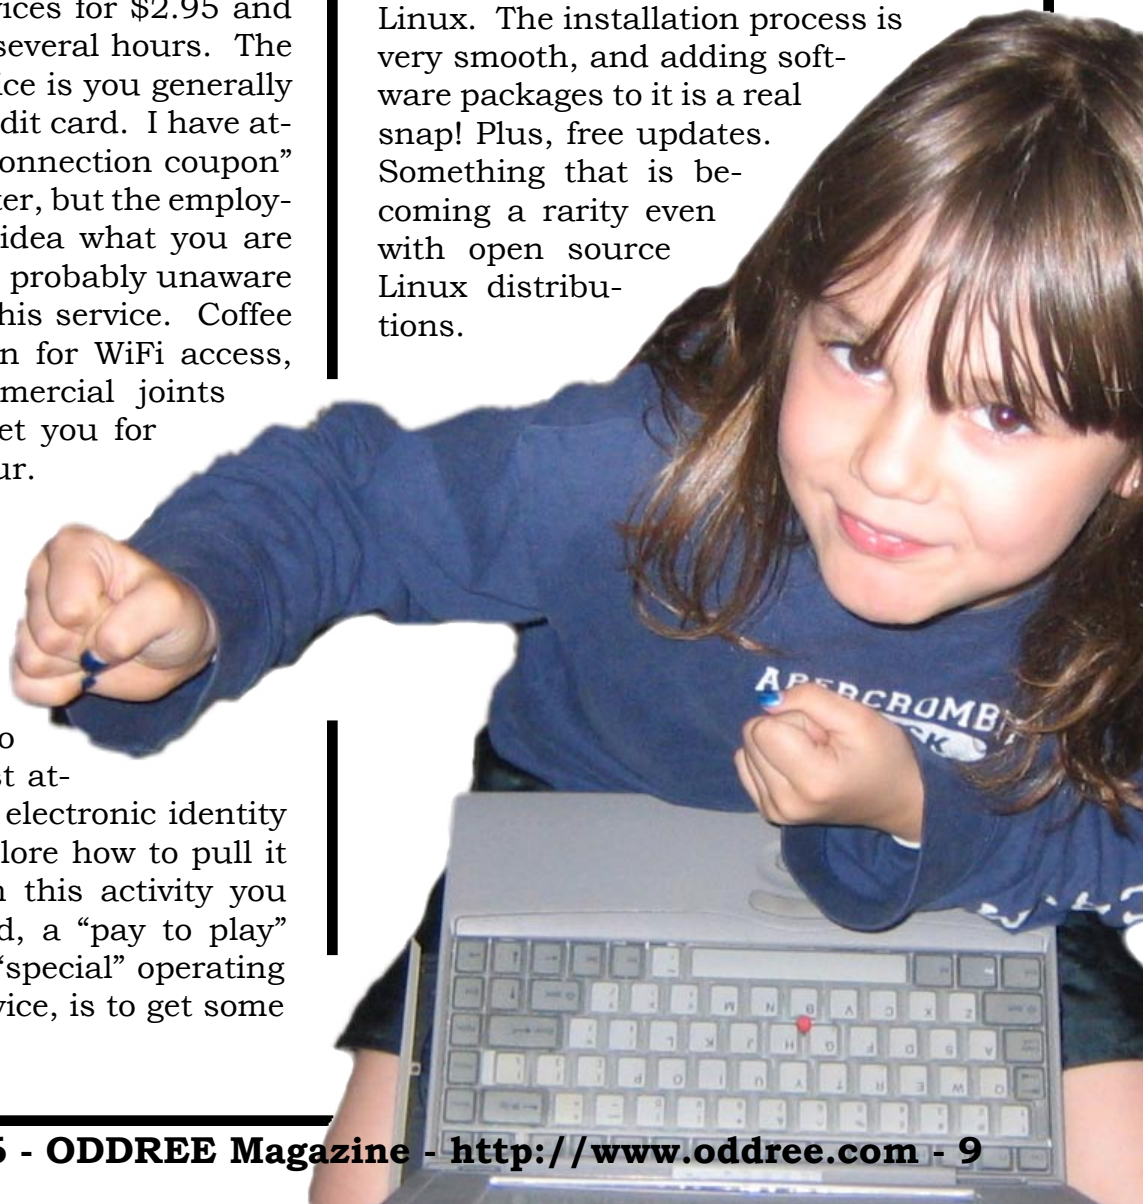 vices for $2.95 and
several hours. The
ice is you generally
dit card. I have at-
onnection coupon”
ter, but the employ-
idea what you are
probably unaware
his service. Coffee
n for WiFi access,
mercial joints
et you for
ur.
o
st at-
electronic identity
lore how to pull it
n this activity you
d, a “pay to play”
“special” operating
vice, is to get some
Linux. The installation process is
very smooth, and adding soft-
ware packages to it is a real
snap! Plus, free updates.
Something that is be-
coming a rarity even
with open source
Linux distribu-
tions.
ABERCROMBI
- ODDREE Magazine - http://www.oddree.com - 9